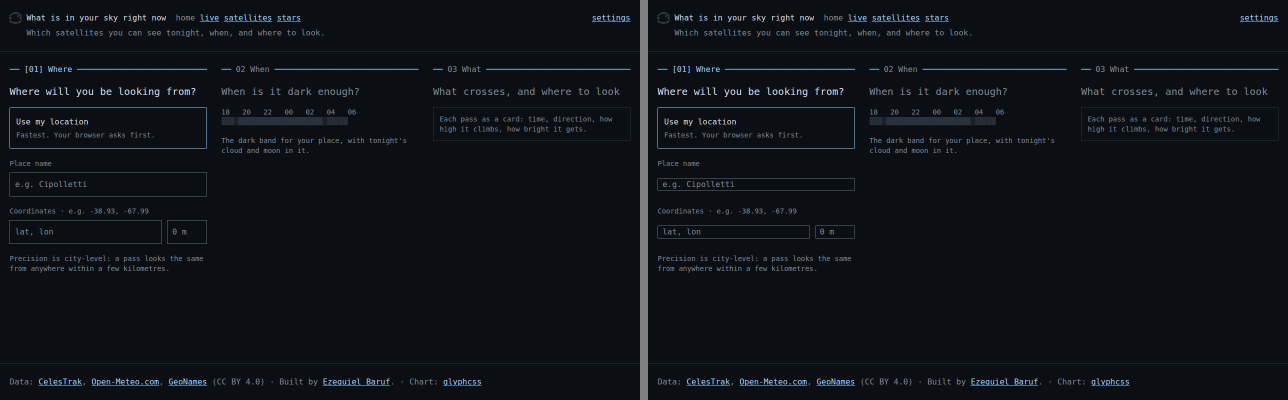 What is in your sky right now home live satellites stars settings
Which satellites you can see tonight, when, and where to look.
[01] Where
Where will you be looking from?
Use my location
Fastest. Your browser asks first.
Place name
e.g. Cipolletti
Coordinates · e.g. -38.93, -67.99
lat, lon
0 m
Precision is city-level: a pass looks the same
from anywhere within a few kilometres.
02 When
When is it dark enough?
18 20 22 00 02 04 06
The dark band for your place, with tonight's
cloud and moon in it.
03 What
What crosses, and where to look
Each pass as a card: time, direction, how
high it climbs, how bright it gets.
Data: CelesTrak, Open-Meteo.com, GeoNames (CC BY 4.0) · Built by Ezequiel Baruf. · Chart: glyphcss
What is in your sky right now home live satellites stars settings
Which satellites you can see tonight, when, and where to look.
[01] Where
Where will you be looking from?
Use my location
Fastest. Your browser asks first.
Place name
e.g. Cipolletti
Coordinates · e.g. -38.93, -67.99
lat, lon
0 m
Precision is city-level: a pass looks the same
from anywhere within a few kilometres.
02 When
When is it dark enough?
18 20 22 00 02 04 06
The dark band for your place, with tonight's
cloud and moon in it.
03 What
What crosses, and where to look
Each pass as a card: time, direction, how
high it climbs, how bright it gets.
Data: CelesTrak, Open-Meteo.com, GeoNames (CC BY 4.0) · Built by Ezequiel Baruf. · Chart: glyphcss